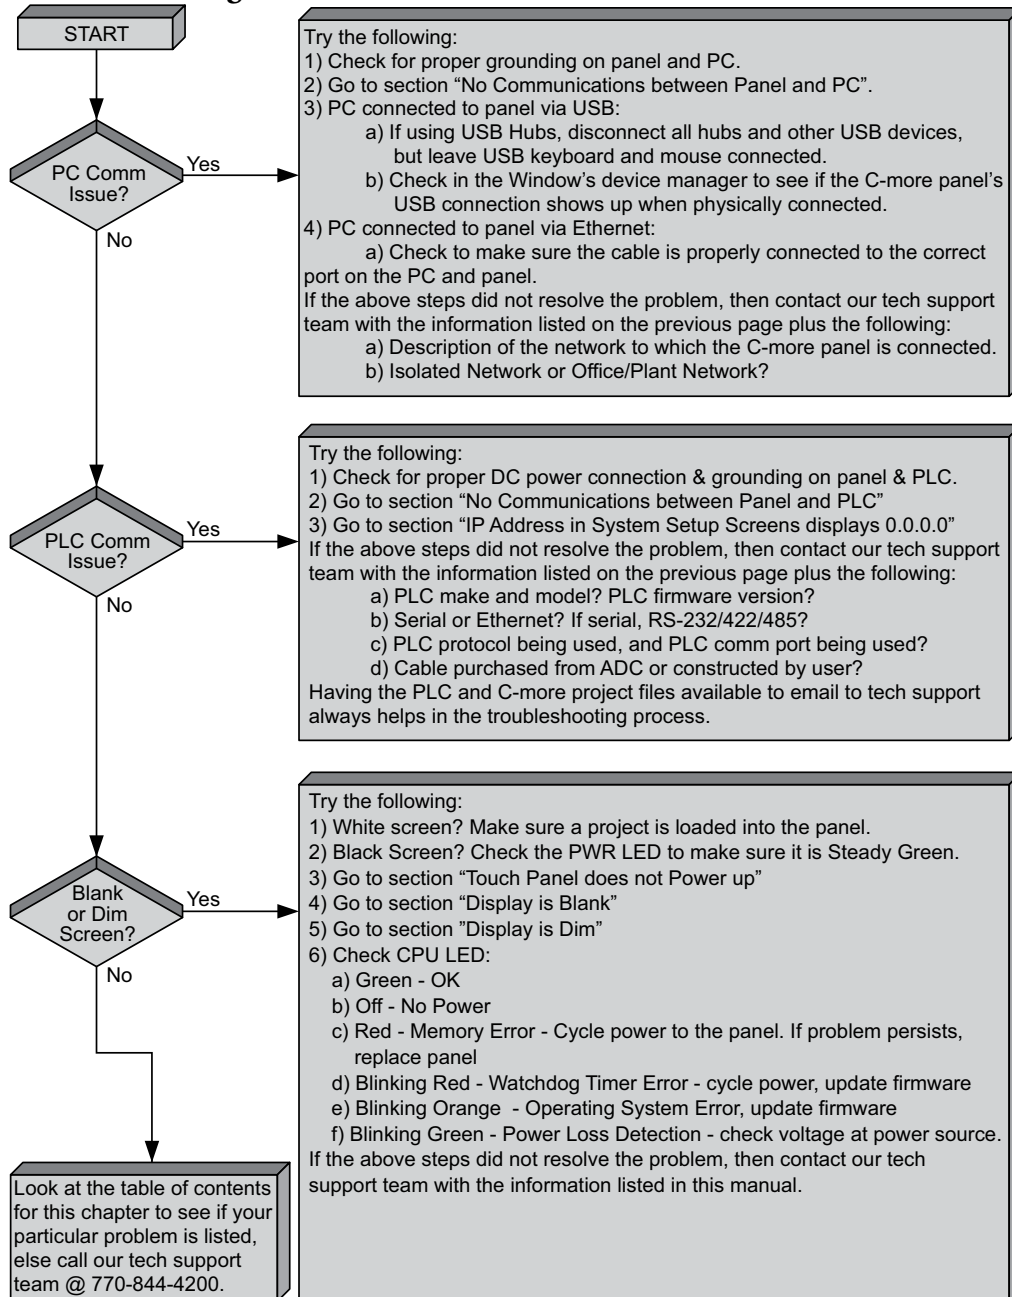 START
Try the following:
1) Check for proper grounding on panel and PC.
2) Go to section “No Communications between Panel and PC”.
3) PC connected to panel via USB:
a) If using USB Hubs, disconnect all hubs and other USB devices,
but leave USB keyboard and mouse connected.
b) Check in the Window’s device manager to see if the C-more panel’s
USB connection shows up when physically connected.
4) PC connected to panel via Ethernet:
a) Check to make sure the cable is properly connected to the correct
port on the PC and panel.
If the above steps did not resolve the problem, then contact our tech support
team with the information listed on the previous page plus the following:
a) Description of the network to which the C-more panel is connected.
b) Isolated Network or Office/Plant Network?
PC Comm
Issue?
Yes
No
Try the following:
1) Check for proper DC power connection & grounding on panel & PLC.
2) Go to section “No Communications between Panel and PLC”
3) Go to section “IP Address in System Setup Screens displays 0.0.0.0”
If the above steps did not resolve the problem, then contact our tech support
team with the information listed on the previous page plus the following:
a) PLC make and model? PLC firmware version?
b) Serial or Ethernet? If serial, RS-232/422/485?
c) PLC protocol being used, and PLC comm port being used?
d) Cable purchased from ADC or constructed by user?
Having the PLC and C-more project files available to email to tech support
always helps in the troubleshooting process.
PLC Comm
Issue?
Yes
No
Try the following:
1) White screen? Make sure a project is loaded into the panel.
2) Black Screen? Check the PWR LED to make sure it is Steady Green.
3) Go to section “Touch Panel does not Power up”
4) Go to section “Display is Blank”
5) Go to section ”Display is Dim”
6) Check CPU LED:
a) Green - OK
b) Off - No Power
c) Red - Memory Error - Cycle power to the panel. If problem persists,
replace panel
d) Blinking Red - Watchdog Timer Error - cycle power, update firmware
e) Blinking Orange  - Operating System Error, update firmware
f) Blinking Green - Power Loss Detection - check voltage at power source.
If the above steps did not resolve the problem, then contact our tech
support team with the information listed in this manual.
Blank
or Dim
Screen?
Yes
No
Look at the table of contents
for this chapter to see if your
particular problem is listed,
else call our tech support
team @ 770-844-4200.